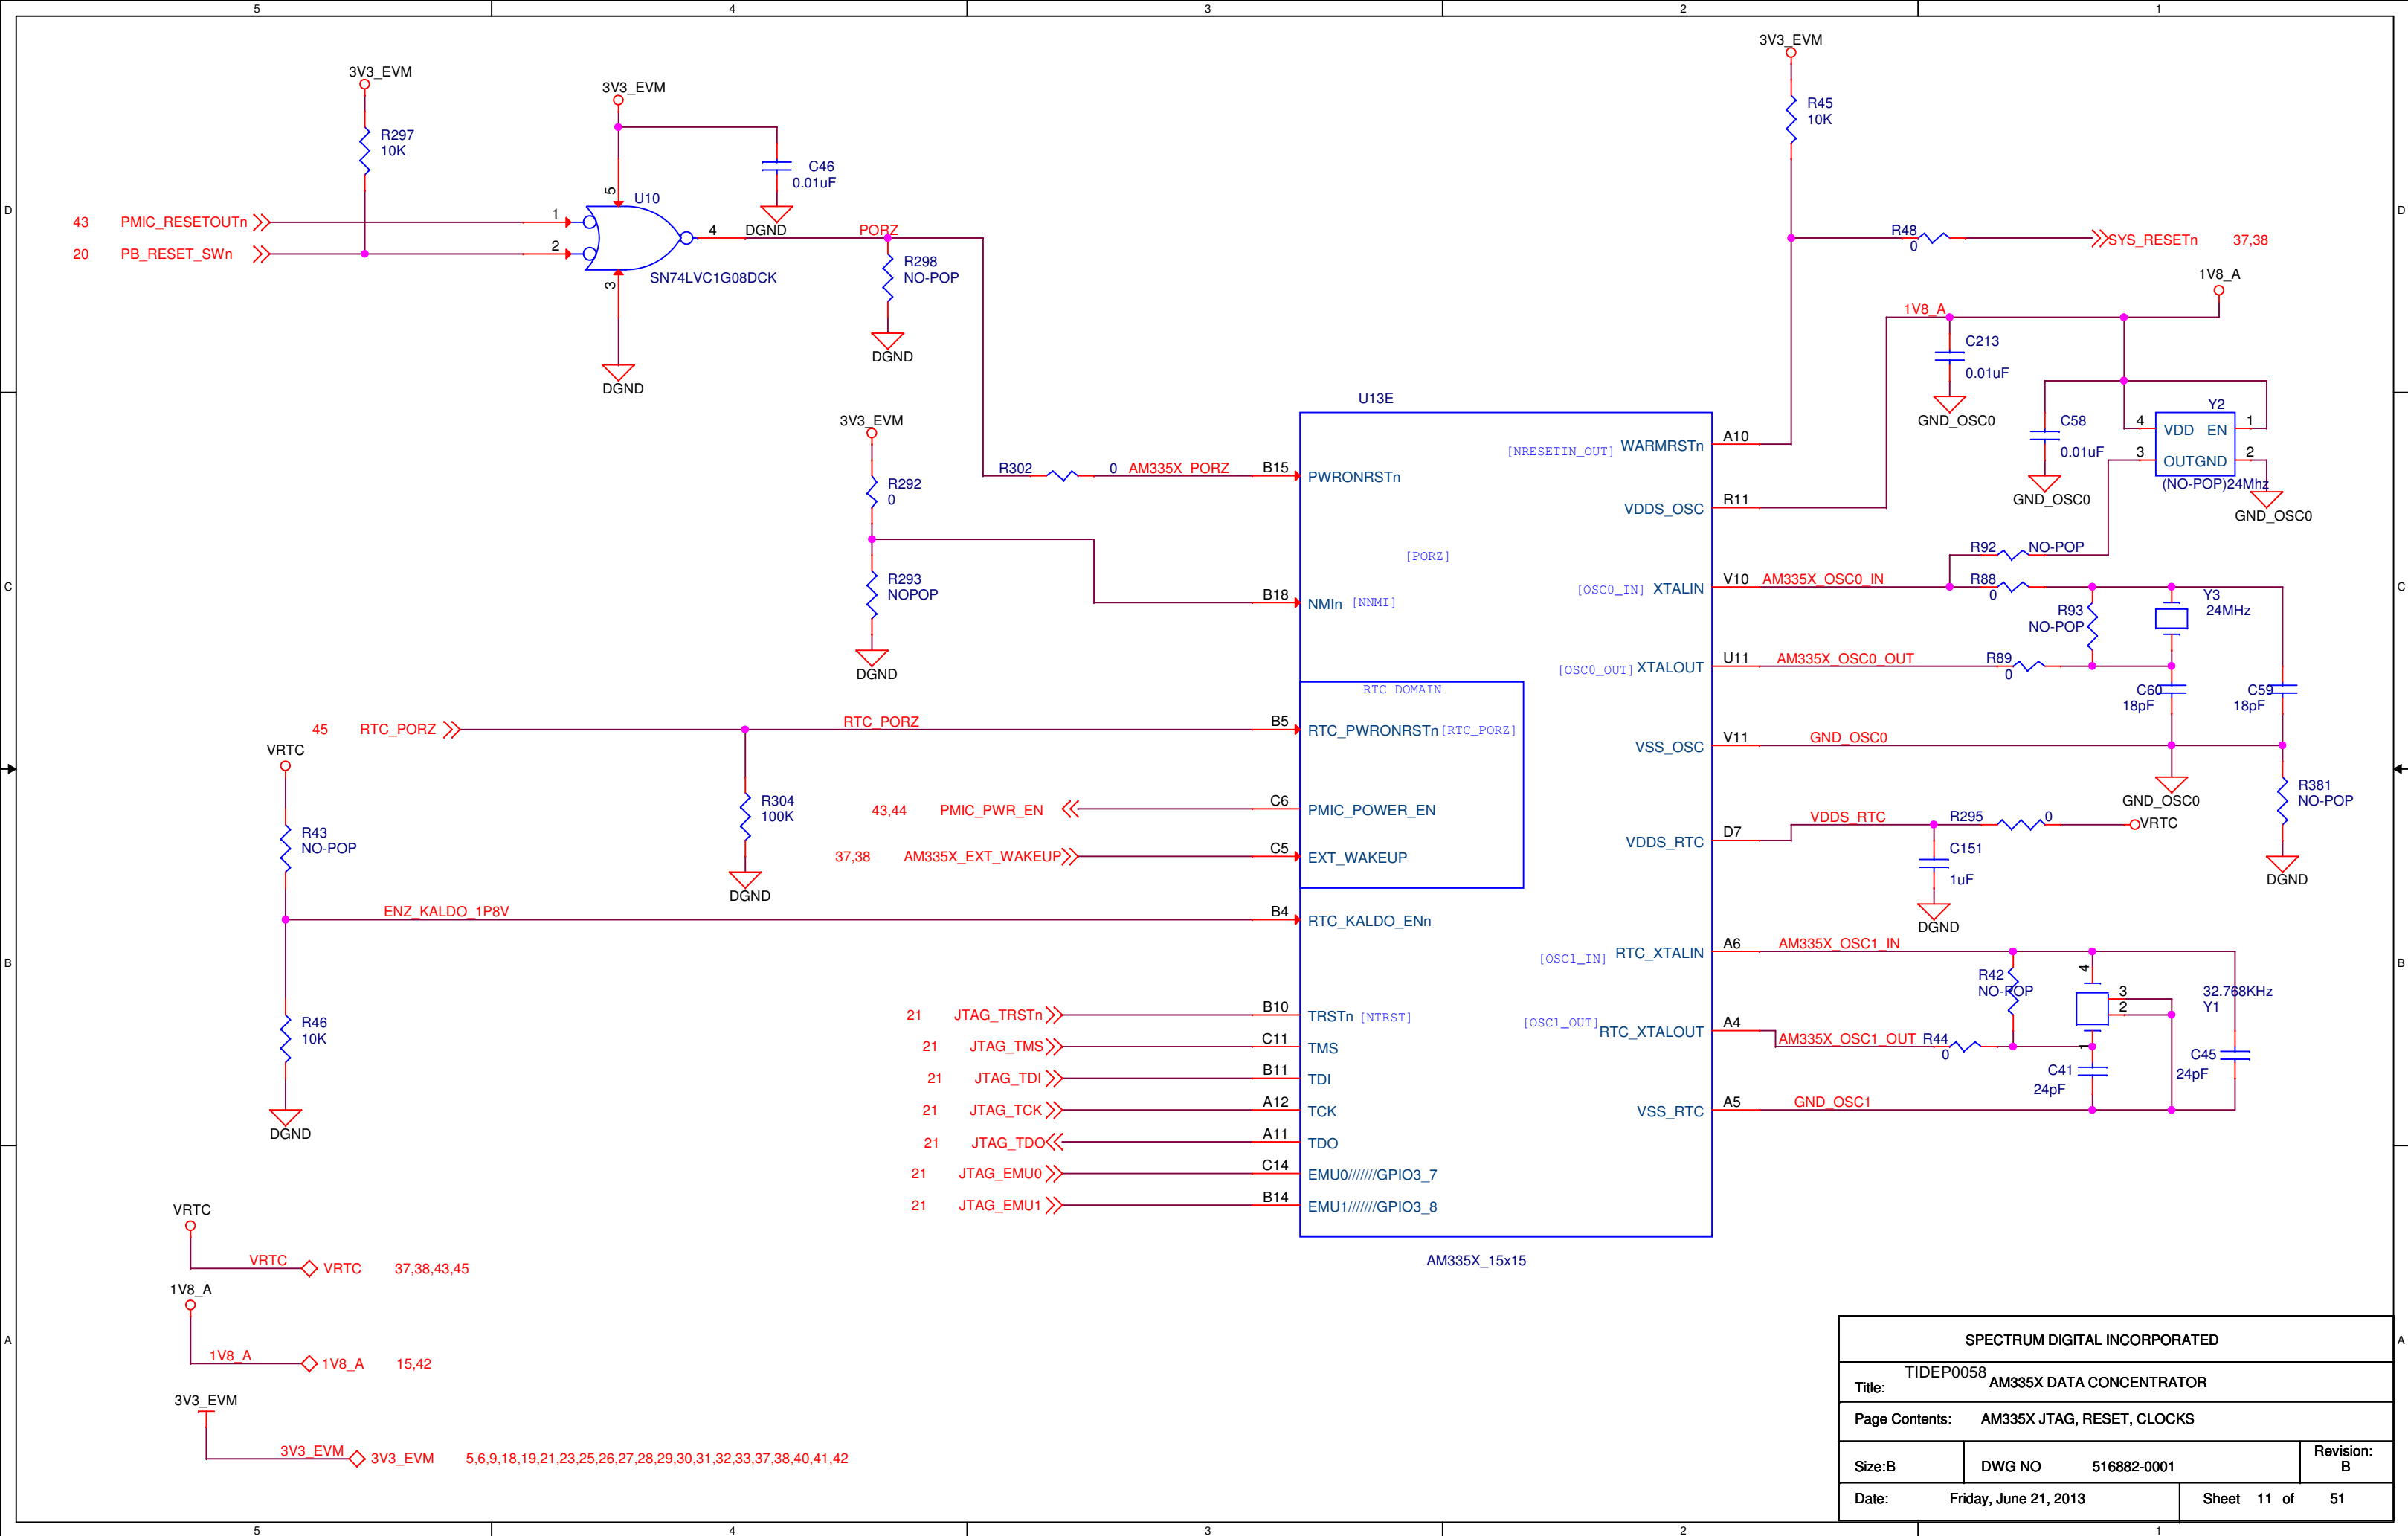 5 4 3 2 1
D
C
B
A
D
C
B
A
3V3_EVM
R297
10K
3V3_EVM
C46
0.01uF
DGND
43 PMIC_RESETOUTn
20 PB_RESET_SWn
1
2
5
3
4
U10
SN74LVC1G08DCK
DGND
PORZ
R298
NO-POP
DGND
3V3_EVM
R45
10K
R48
0
SYS_RESETn 37,38
1V8_A
1V8_A
C213
0.01uF
GND_OSC0
C58
0.01uF
GND_OSC0
Y2
4 VDD EN 1
3 OUTGND 2
(NO-POP)24Mhz
GND_OSC0
3V3_EVM
R292
0
R293
NOPOP
DGND
R302 0 AM335X_PORZ
U13E
B15 PWRONRSTn
[PORZ]
B18 NMIn [NNMI]
RTC DOMAIN
45 RTC_PORZ
RTC_PORZ
B5 RTC_PWRONRSTn [RTC_PORZ]
R304
100K
DGND
43,44 PMIC_PWR_EN
C6 PMIC_POWER_EN
37,38 AM335X_EXT_WAKEUP
C5 EXT_WAKEUP
VRTC
R43
NO-POP
ENZ_KALDO_1P8V
B4 RTC_KALDO_ENn
R46
10K
DGND
21 JTAG_TRSTn B10 TRSTn [NTRST]
21 JTAG_TMS C11 TMS
21 JTAG_TDI B11 TDI
21 JTAG_TCK A12 TCK
21 JTAG_TDO A11 TDO
21 JTAG_EMU0 C14 EMU0///////GPIO3_7
21 JTAG_EMU1 B14 EMU1///////GPIO3_8
AM335X_15x15
[NRESETIN_OUT] WARMRSTn A10
VDDS_OSC R11
R92 NO-POP
[OSC0_IN] XTALIN V10 AM335X_OSC0_IN R88
0
R93
NO-POP
Y3
24MHz
[OSC0_OUT] XTALOUT U11 AM335X_OSC0_OUT R89
0
C60
18pF
C59
18pF
VSS_OSC V11 GND_OSC0
GND_OSC0
R381
NO-POP
DGND
VDDS_RTC D7 VDDS_RTC R295 0 VRTC
C151
1uF
DGND
[OSC1_IN] RTC_XTALIN A6 AM335X_OSC1_IN
R42
NO-POP
4
3
2
1
32.768KHz
Y1
[OSC1_OUT] RTC_XTALOUT A4 AM335X_OSC1_OUT R44
0
C41
24pF
C45
24pF
VSS_RTC A5 GND_OSC1
VRTC
VRTC VRTC 37,38,43,45
1V8_A
1V8_A 1V8_A 15,42
3V3_EVM
3V3_EVM 3V3_EVM 5,6,9,18,19,21,23,25,26,27,28,29,30,31,32,33,37,38,40,41,42
SPECTRUM DIGITAL INCORPORATED
Title: TIDEP0058 AM335X DATA CONCENTRATOR
Page Contents: AM335X JTAG, RESET, CLOCKS
Size:B DWG NO 516882-0001 Revision:
B
Date: Friday, June 21, 2013 Sheet 11 of 51
5 4 3 2 1